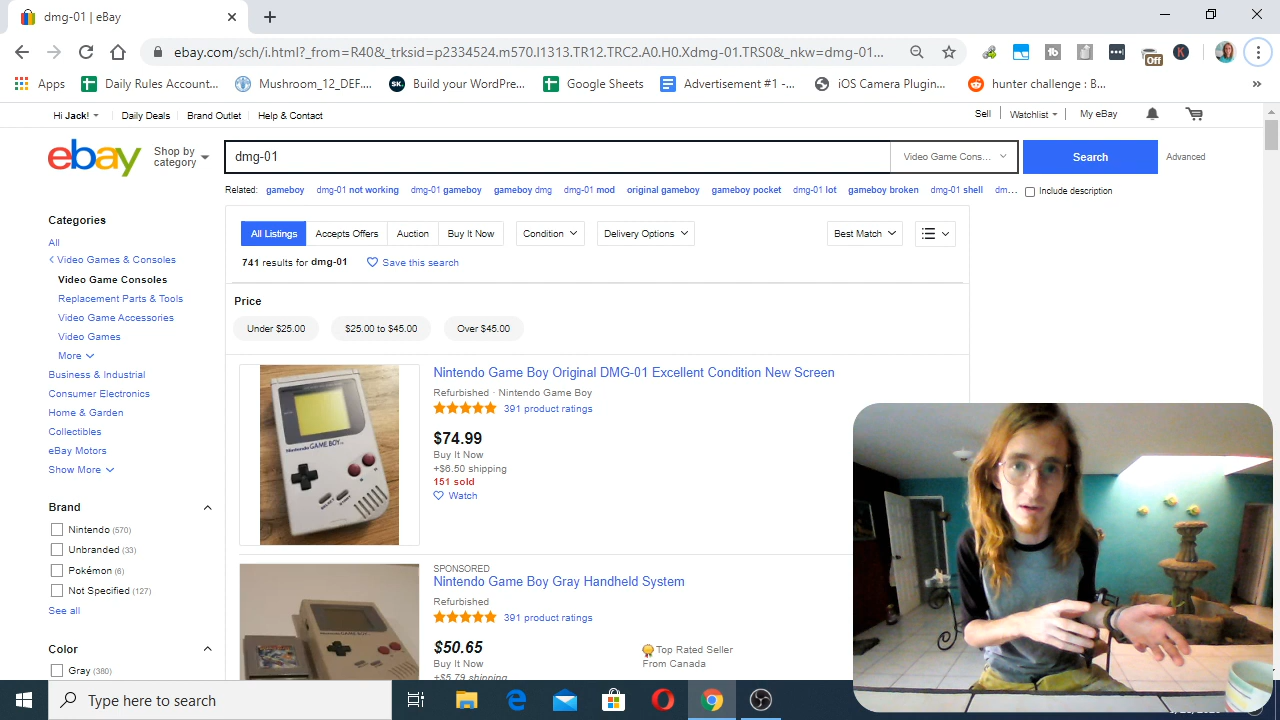 dmg-01 | eBay
ebay.com/sch/i.html?_from=R40&_trksid=p2334524.m570.l1313.TR12.TRC2.A0.H0.Xdmg-01.TRS0&_nkw=dmg-01...
Off
Apps Daily Rules Account... Mushroom_12_DEF... Build your WordPre... Google Sheets Advertisement #1 -... iOS Camera Plugin... hunter challenge : B... »
Hi Jack! Daily Deals Brand Outlet Help & Contact Sell Watchlist My eBay
ebay Shop by category dmg-01 Video Game Cons... Search Advanced
Related: gameboy dmg-01 not working dmg-01 gameboy gameboy dmg dmg-01 mod original gameboy gameboy pocket dmg-01 lot gameboy broken dmg-01 shell dm... Include description
Categories
All
Video Games & Consoles
Video Game Consoles
Replacement Parts & Tools
Video Game Accessories
Video Games
More
Business & Industrial
Consumer Electronics
Home & Garden
Collectibles
eBay Motors
Show More
Brand
Nintendo (570)
Unbranded (33)
Pokémon (6)
Not Specified (127)
See all
Color
Gray (380)
All Listings Accepts Offers Auction Buy It Now Condition Delivery Options Best Match
741 results for dmg-01 Save this search
Price
Under $25.00 $25.00 to $45.00 Over $45.00
Nintendo GAME BOY
Nintendo Game Boy Original DMG-01 Excellent Condition New Screen
Refurbished · Nintendo Game Boy
391 product ratings
$74.99
Buy It Now
+$6.50 shipping
151 sold
Watch
SPONSORED
Nintendo Game Boy Gray Handheld System
Refurbished
391 product ratings
$50.65
Buy It Now
+$5.79 shipping
Top Rated Seller
From Canada
Type here to search